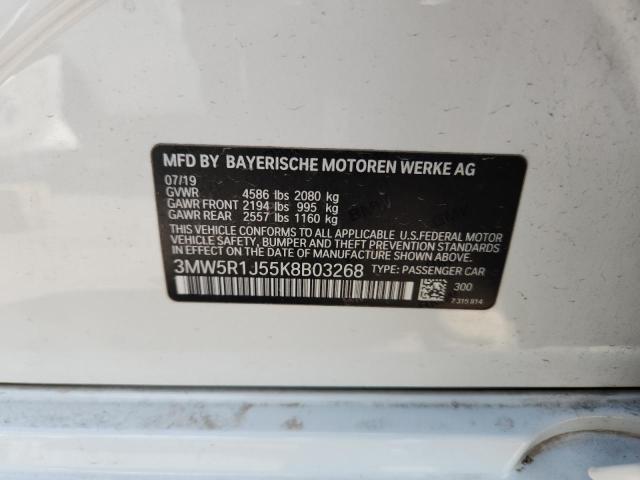 MFD BY BAYERISCHE MOTOREN WERKE AG
07/19
GVWR 4586 lbs 2080 kg
GAWR FRONT 2194 lbs 995 kg
GAWR REAR 2557 lbs 1160 kg
THIS VEHICLE CONFORMS TO ALL APPLICABLE U.S.FEDERAL MOTOR
VEHICLE SAFETY, BUMPER, AND THEFT PREVENTION STANDARDS
IN EFFECT ON THE DATE OF MANUFACTURE SHOWN ABOVE.
3MW5R1J55K8B03268 TYPE: PASSENGER CAR
300
7315814